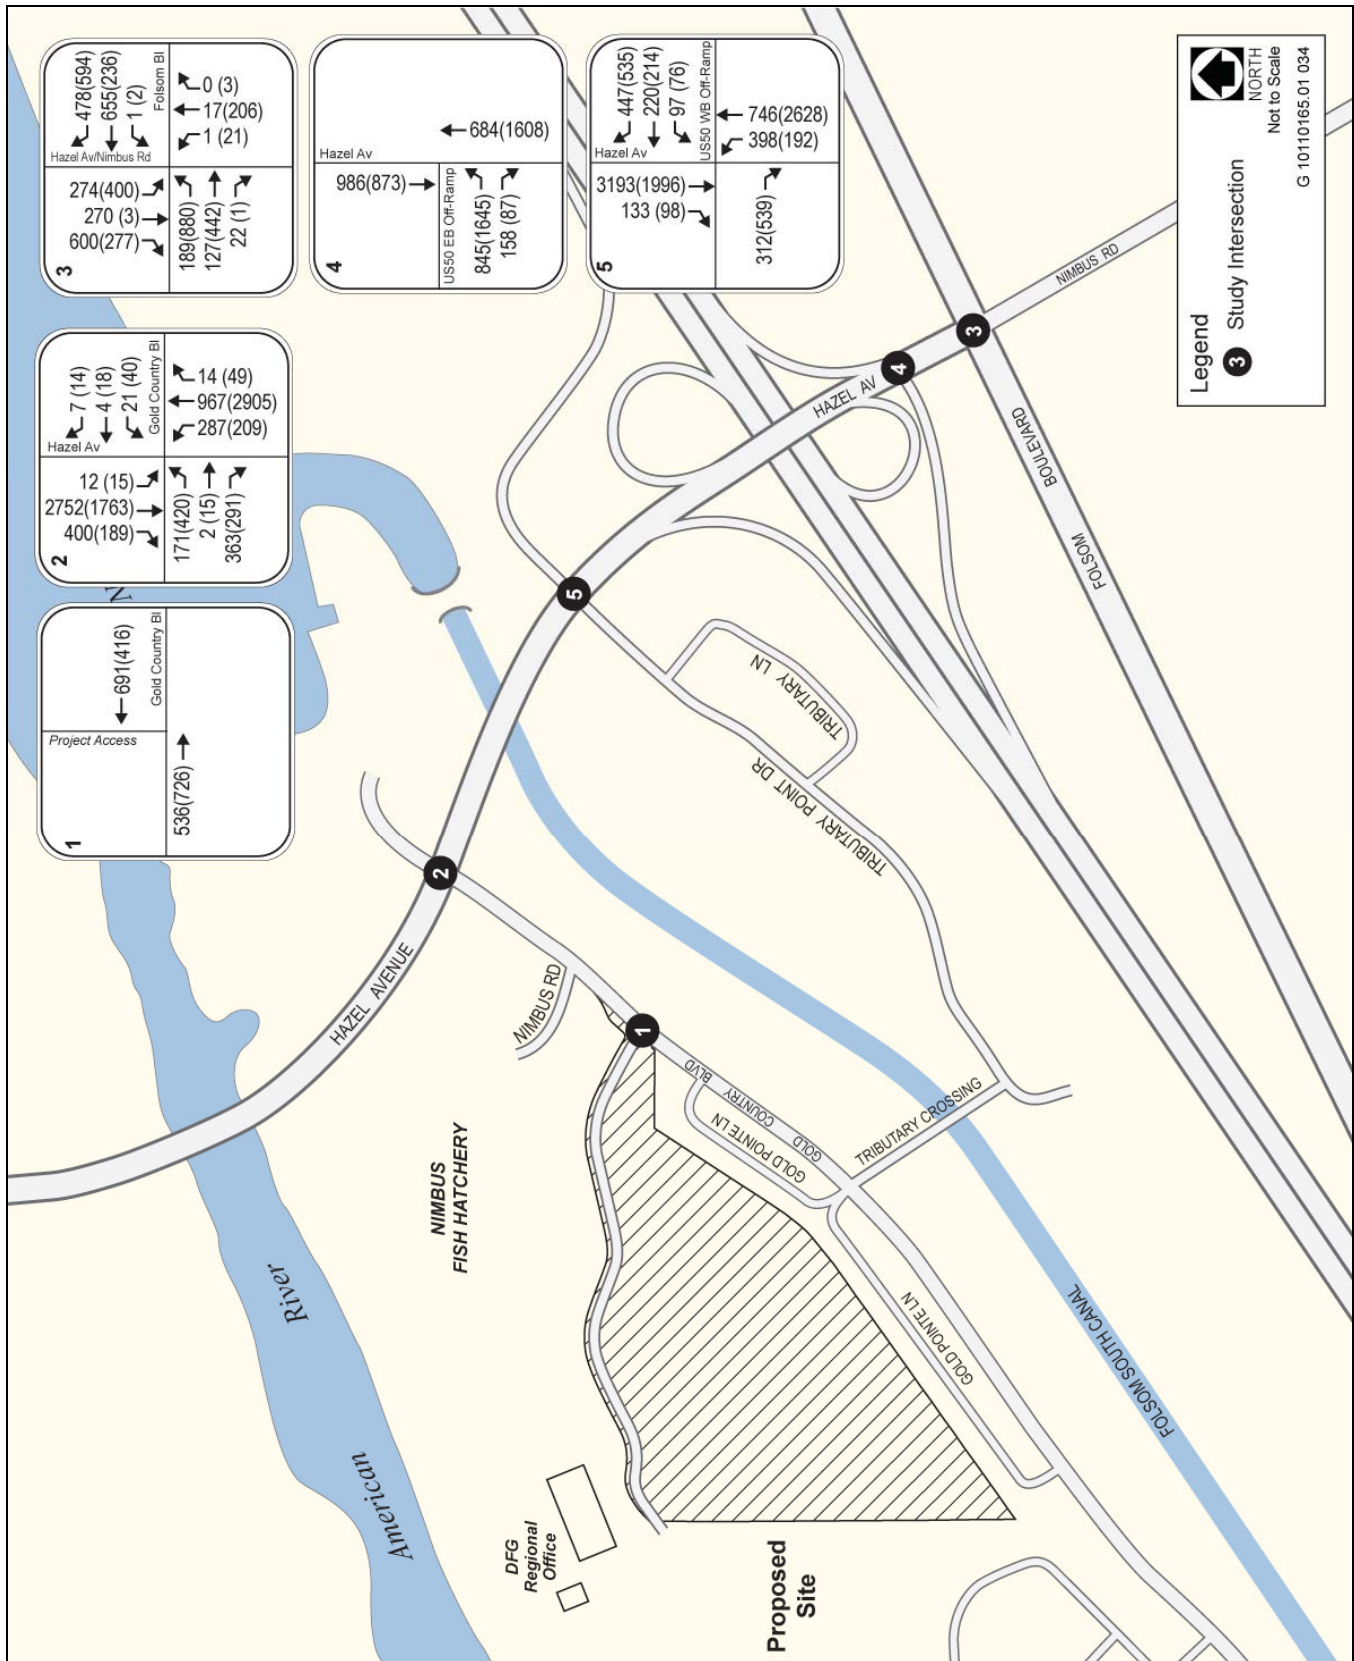 1
Project Access
691(416)
Gold Country Bl
536(726)
2
Hazel Av
12 (15)
2752(1763)
400(189)
7 (14)
4 (18)
21 (40)
Gold Country Bl
171(420)
2 (15)
363(291)
14 (49)
967(2905)
287(209)
3
Hazel Av/Nimbus Rd
274(400)
270 (3)
600(277)
478(594)
655(236)
1 (2)
Folsom Bl
189(880)
127(442)
22 (1)
0 (3)
17(206)
1 (21)
4
Hazel Av
986(873)
684(1608)
US50 EB Off-Ramp
845(1645)
158 (87)
5
Hazel Av
3193(1996)
133 (98)
447(535)
220(214)
97 (76)
US50 WB Off-Ramp
312(539)
746(2628)
398(192)
N
American
River
HAZEL AVENUE
NIMBUS
FISH HATCHERY
NIMBUS RD
DFG
Regional
Office
Proposed
Site
1
2
5
4
3
GOLD COUNTRY BLVD
GOLD POINTE LN
GOLD POINTE LN
TRIBUTARY CROSSING
TRIBUTARY POINT DR
TRIBUTARY LN
FOLSOM SOUTH CANAL
HAZEL AV
FOLSOM BOULEVARD
NIMBUS RD
Legend
3 Study Intersection
NORTH
Not to Scale
G 10110165.01 034